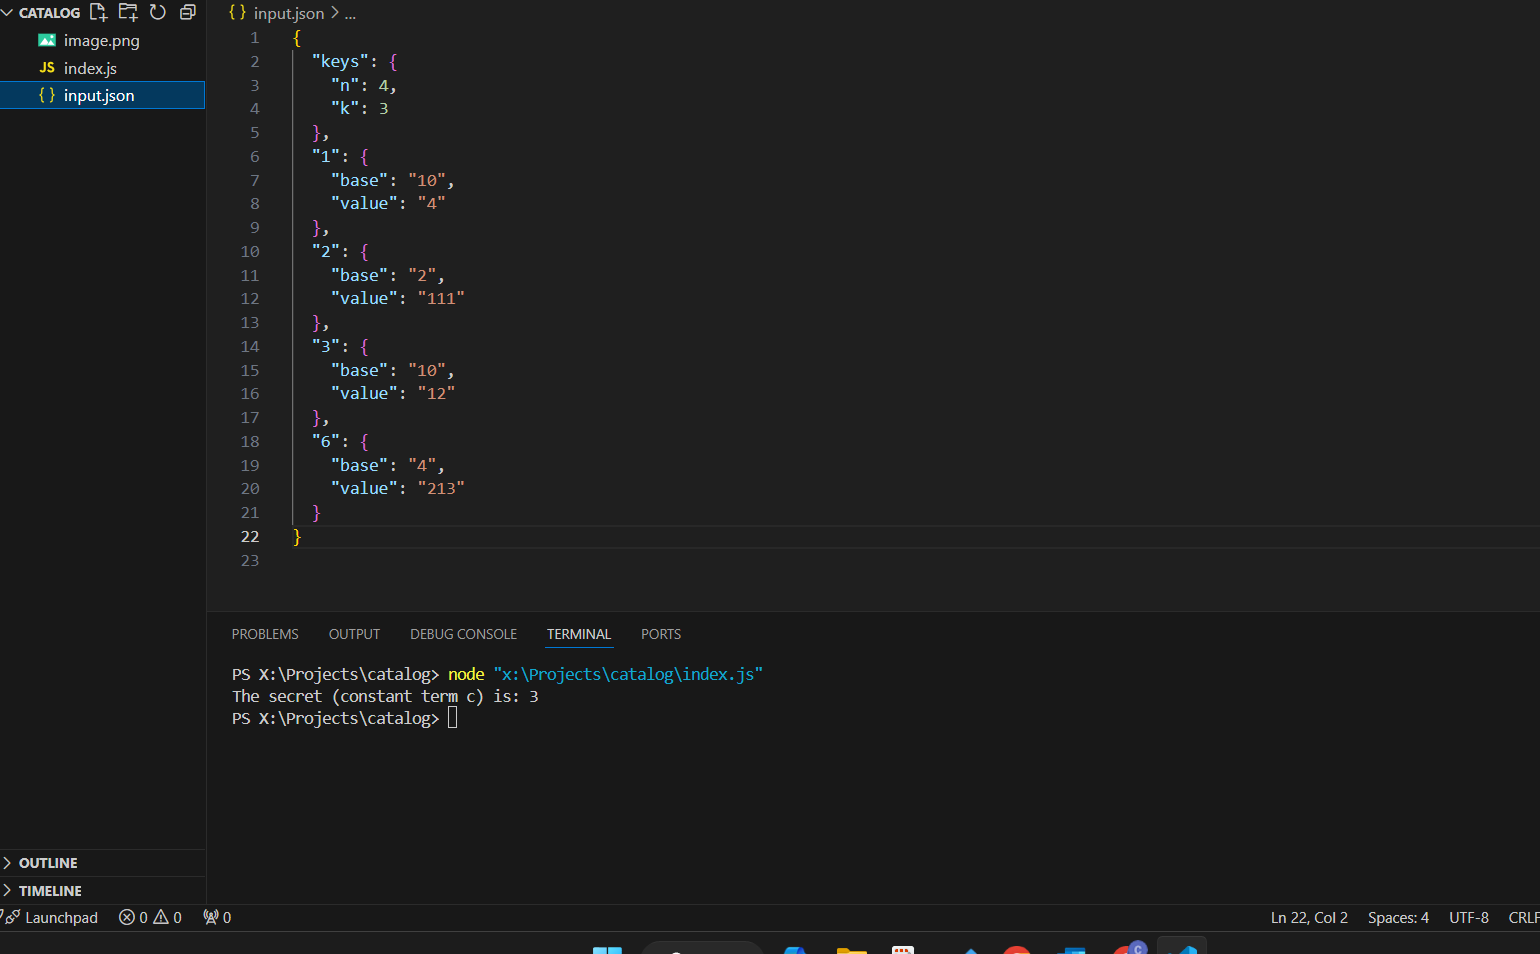 CATALOG
image.png
JS index.js
{ } input.json
OUTLINE
TIMELINE
{ } input.json > ...
1 {
2   "keys": {
3     "n": 4,
4     "k": 3
5   },
6   "1": {
7     "base": "10",
8     "value": "4"
9   },
10   "2": {
11     "base": "2",
12     "value": "111"
13   },
14   "3": {
15     "base": "10",
16     "value": "12"
17   },
18   "6": {
19     "base": "4",
20     "value": "213"
21   }
22 }
23
PROBLEMS OUTPUT DEBUG CONSOLE TERMINAL PORTS
PS X:\Projects\catalog> node "x:\Projects\catalog\index.js"
The secret (constant term c) is: 3
PS X:\Projects\catalog>
Launchpad 0 0 0 Ln 22, Col 2 Spaces: 4 UTF-8 CRLF
C